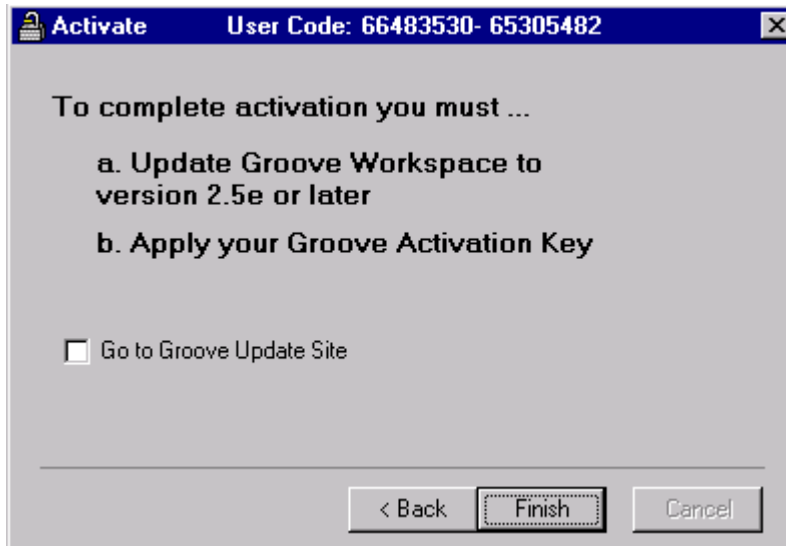 Activate User Code: 66483530- 65305482
To complete activation you must ...
a. Update Groove Workspace to
version 2.5e or later
b. Apply your Groove Activation Key
Go to Groove Update Site
< Back Finish Cancel